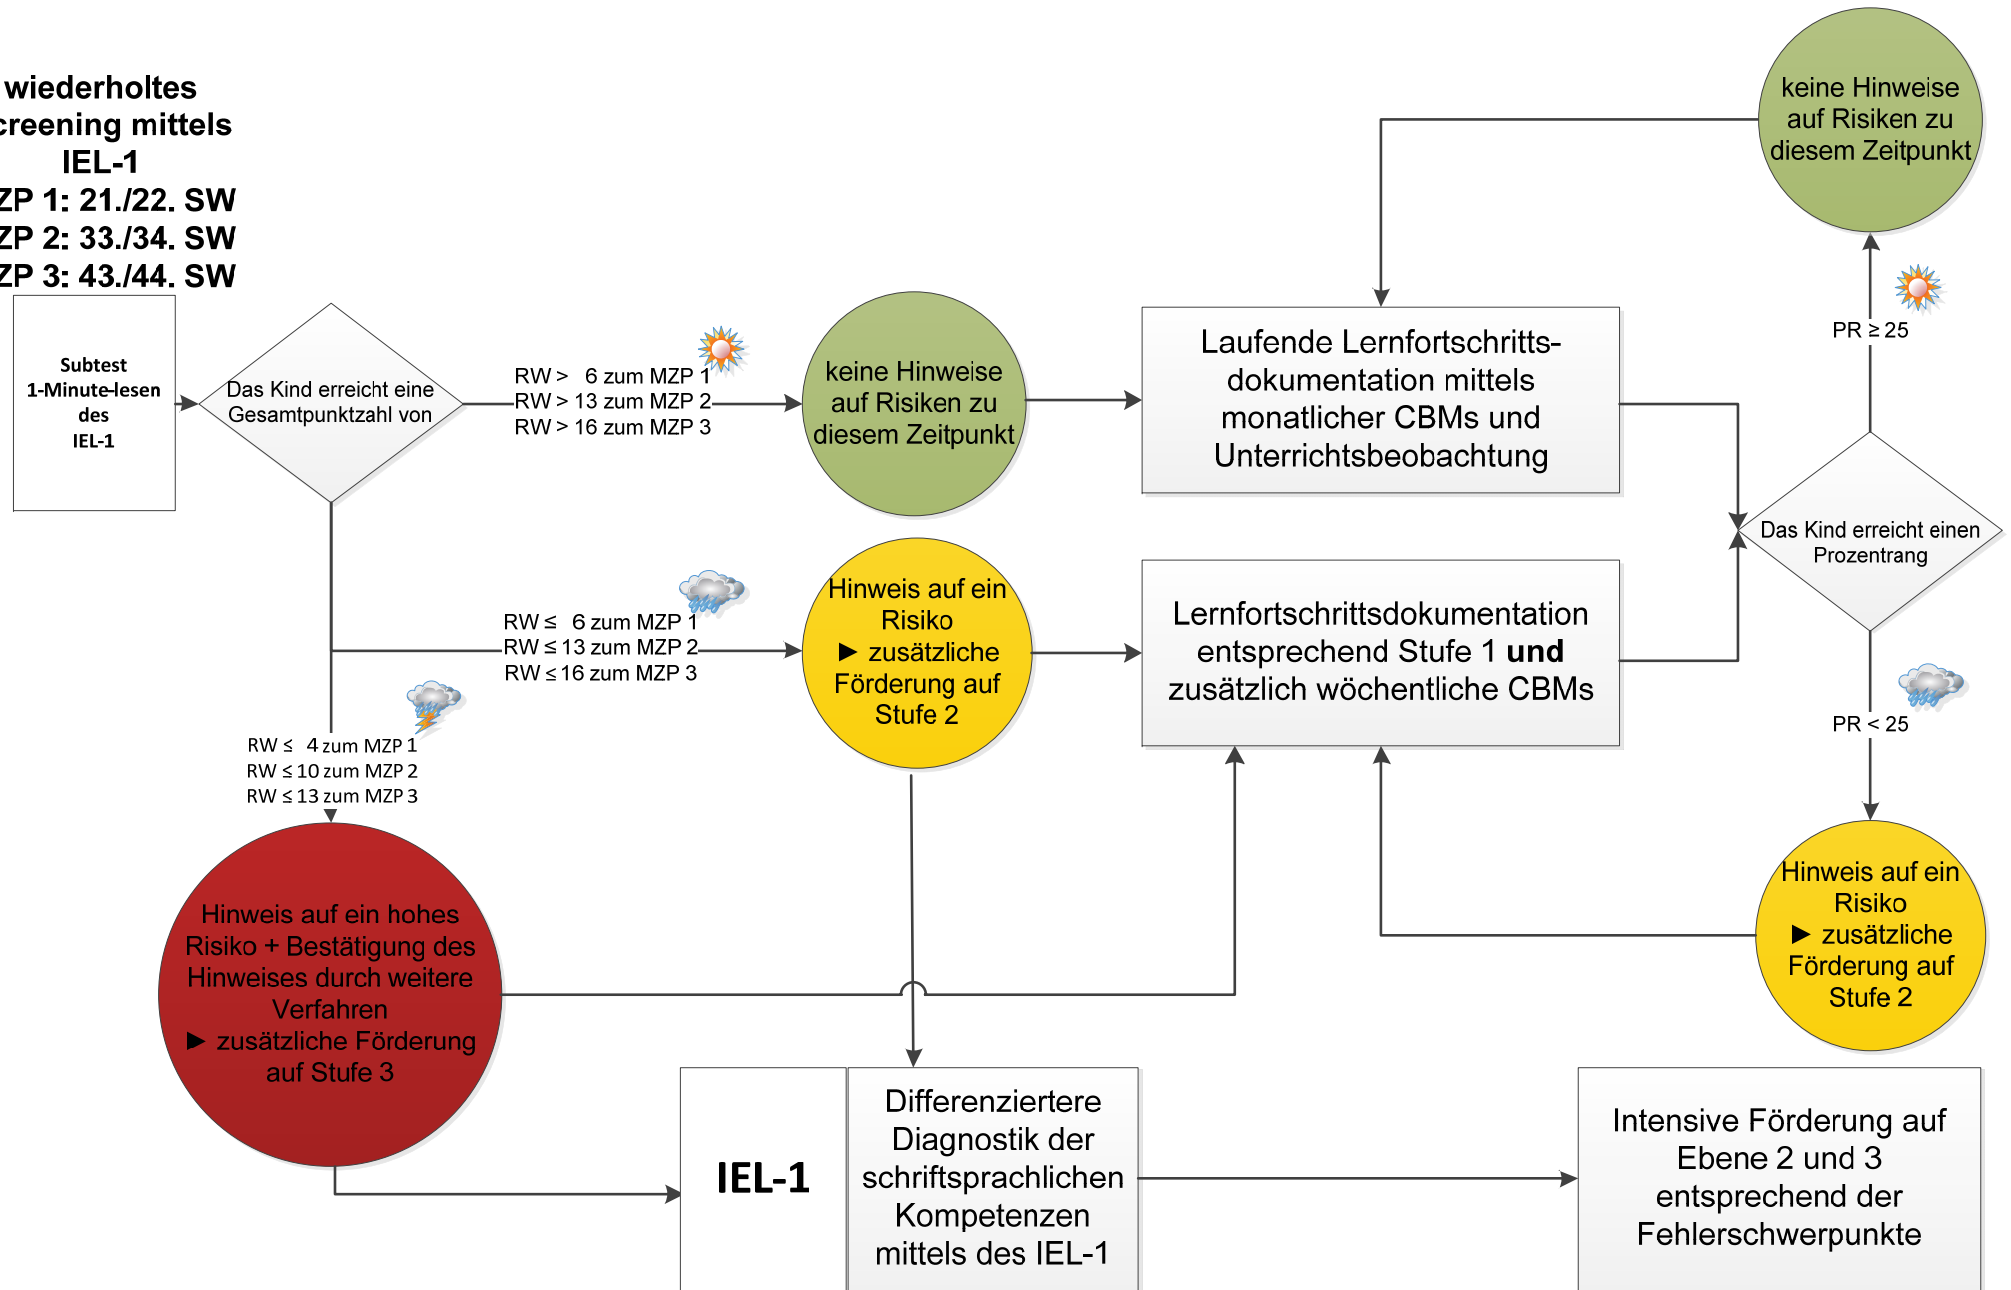 wiederholtes
creening mittels
IEL-1
ZP 1: 21./22. SW
ZP 2: 33./34. SW
ZP 3: 43./44. SW
Subtest
1-Minute-lesen
des
IEL-1
Das Kind erreicht eine
Gesamtpunktzahl von
RW > 6 zum MZP 1
RW > 13 zum MZP 2
RW > 16 zum MZP 3
keine Hinweise
auf Risiken zu
diesem Zeitpunkt
Laufende Lernfortschritts-
dokumentation mittels
monatlicher CBMs und
Unterrichtsbeobachtung
keine Hinweise
auf Risiken zu
diesem Zeitpunkt
PR ≥ 25
Das Kind erreicht einen
Prozentrang
PR < 25
RW ≤ 6 zum MZP 1
RW ≤ 13 zum MZP 2
RW ≤ 16 zum MZP 3
Hinweis auf ein
Risiko
► zusätzliche
Förderung auf
Stufe 2
Lernfortschrittsdokumentation
entsprechend Stufe 1 und
zusätzlich wöchentliche CBMs
RW ≤ 4 zum MZP 1
RW ≤ 10 zum MZP 2
RW ≤ 13 zum MZP 3
Hinweis auf ein hohes
Risiko + Bestätigung des
Hinweises durch weitere
Verfahren
► zusätzliche Förderung
auf Stufe 3
Hinweis auf ein
Risiko
► zusätzliche
Förderung auf
Stufe 2
IEL-1
Differenziertere
Diagnostik der
schriftsprachlichen
Kompetenzen
mittels des IEL-1
Intensive Förderung auf
Ebene 2 und 3
entsprechend der
Fehlerschwerpunkte